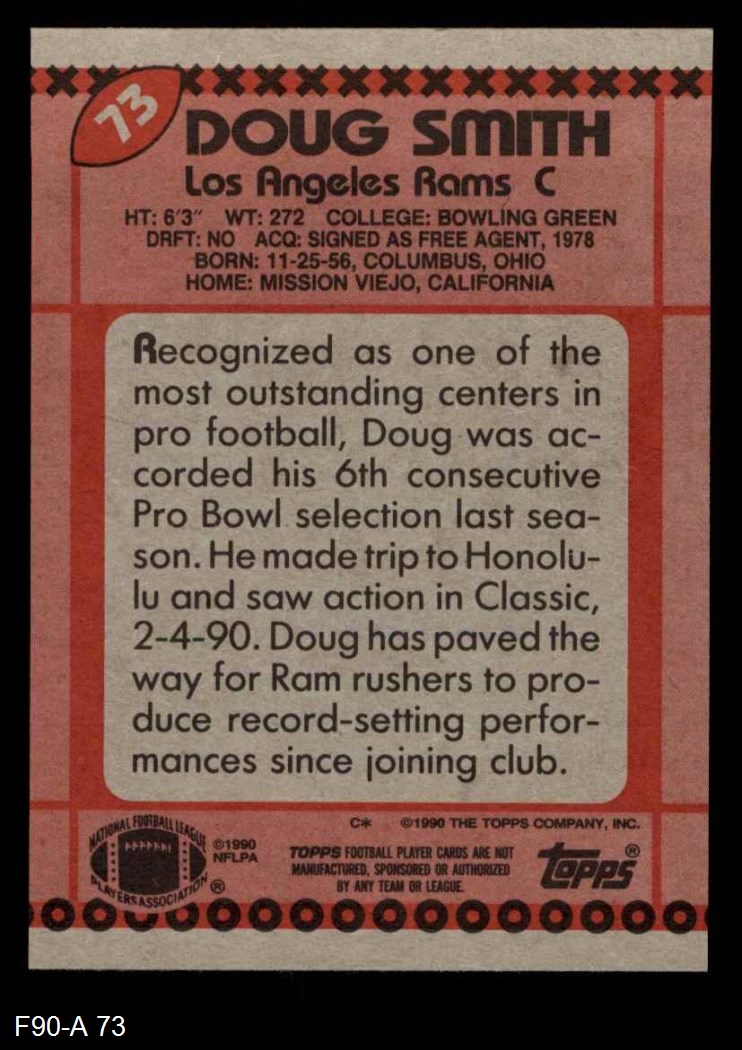 73
DOUG SMITH
Los Angeles Rams C
HT: 6'3" WT: 272 COLLEGE: BOWLING GREEN
DRFT: NO ACQ: SIGNED AS FREE AGENT, 1978
BORN: 11-25-56, COLUMBUS, OHIO
HOME: MISSION VIEJO, CALIFORNIA
Recognized as one of the
most outstanding centers in
pro football, Doug was ac-
corded his 6th consecutive
Pro Bowl selection last sea-
son. He made trip to Honolu-
lu and saw action in Classic,
2-4-90. Doug has paved the
way for Ram rushers to pro-
duce record-setting perfor-
mances since joining club.
C* ©1990 THE TOPPS COMPANY, INC.
NATIONAL FOOTBALL LEAGUE
PLAYERS ASSOCIATION ®
©1990
NFLPA
TOPPS FOOTBALL PLAYER CARDS ARE NOT
MANUFACTURED, SPONSORED OR AUTHORIZED
BY ANY TEAM OR LEAGUE.
topps®
F90-A 73